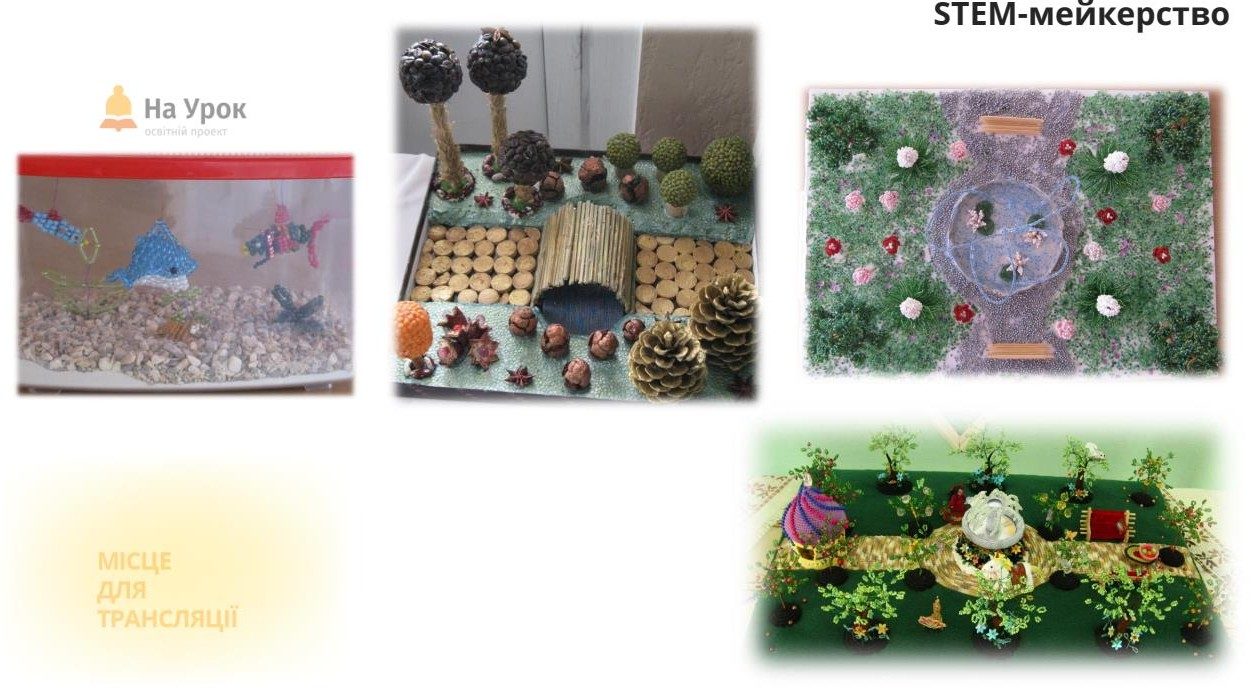 STEM-мейкерство
На Урок
освітній проект
МІСЦЕ
ДЛЯ
ТРАНСЛЯЦІЇ